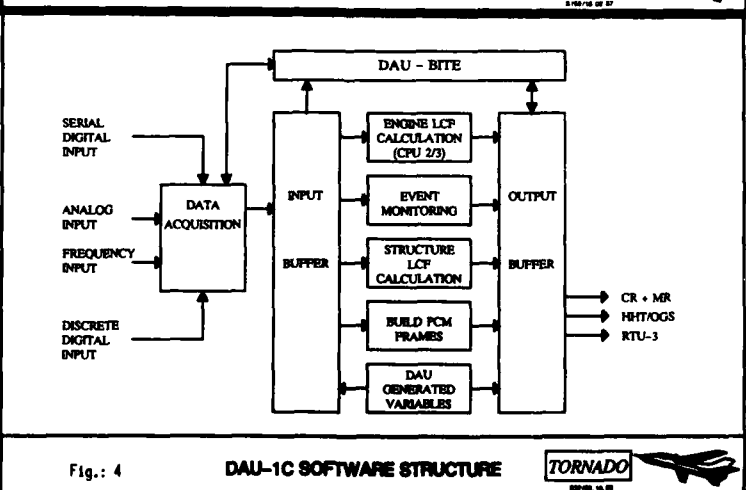 DAU - BITE
SERIAL
DIGITAL
INPUT
ENGINE LCF
CALCULATION
(CPU 2/3)
DATA
ACQUISITION
INPUT
BUFFER
EVENT
MONITORING
OUTPUT
BUFFER
ANALOG
INPUT
FREQUENCY
INPUT
STRUCTURE
LCF
CALCULATION
DISCRETE
DIGITAL
INPUT
BUILD PCM
FRAMES
CR + MR
HHT/OGS
RTU-3
DAU
GENERATED
VARIABLES
Fig.: 4
DAU-1C SOFTWARE STRUCTURE
TORNADO